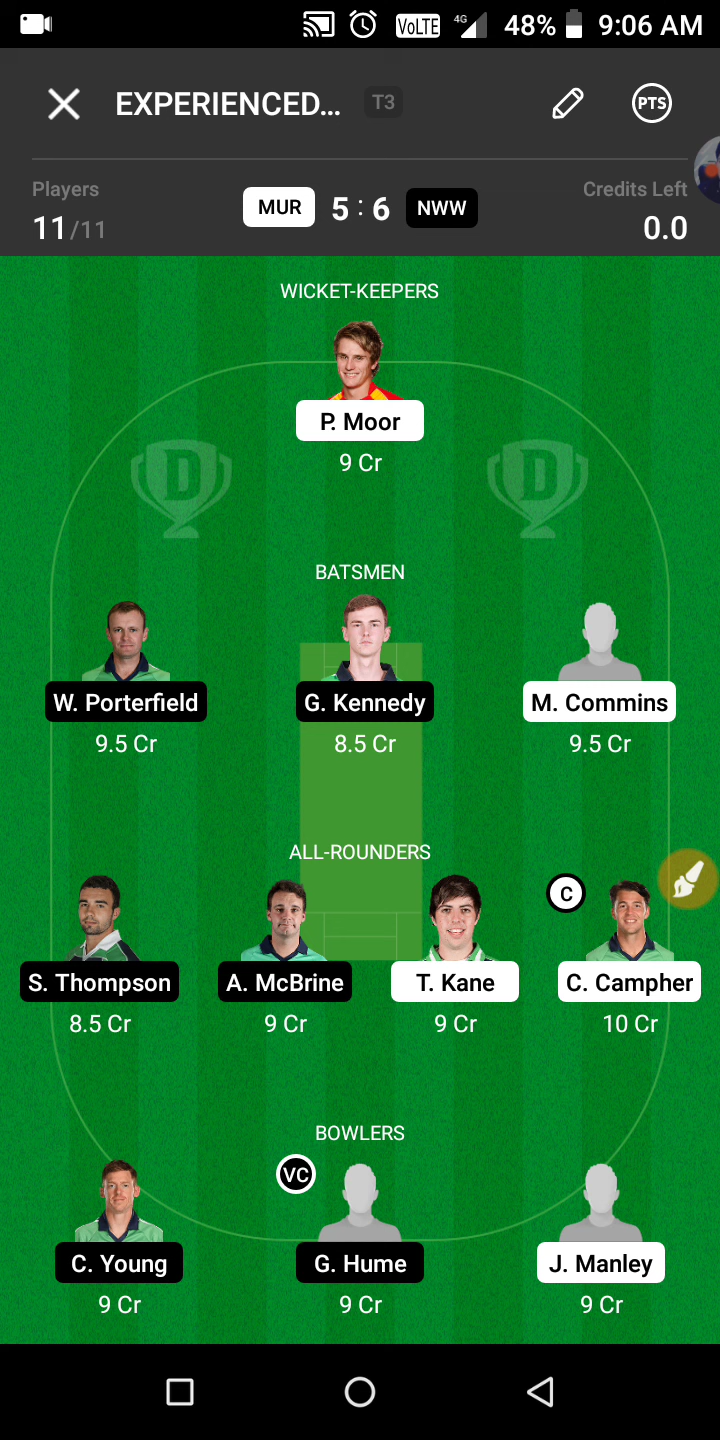 VoLTE 4G 48% 9:06 AM
EXPERIENCED... T3 PTS
Players Credits Left
MUR 5 : 6 NWW
11/11 0.0
WICKET-KEEPERS
P. Moor
9 Cr
D D
BATSMEN
W. Porterfield G. Kennedy M. Commins
9.5 Cr 8.5 Cr 9.5 Cr
ALL-ROUNDERS
C
S. Thompson A. McBrine T. Kane C. Campher
8.5 Cr 9 Cr 9 Cr 10 Cr
BOWLERS
VC
C. Young G. Hume J. Manley
9 Cr 9 Cr 9 Cr